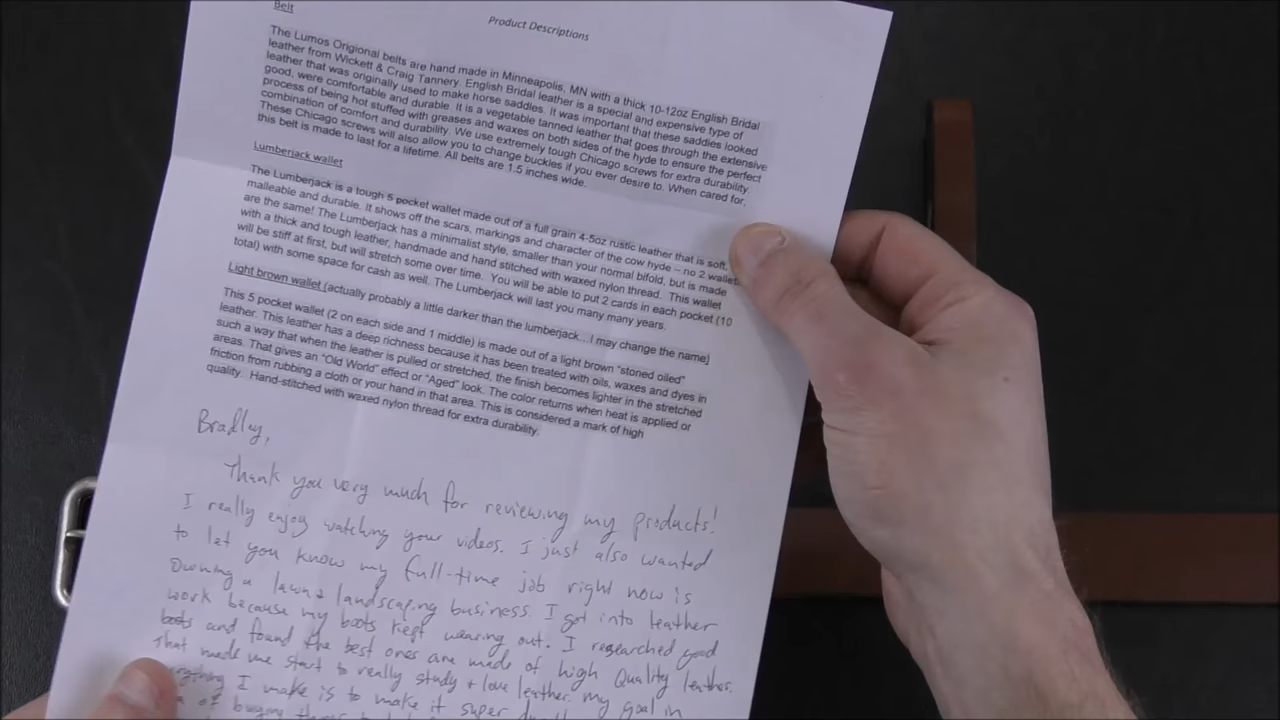 Belt
Product Descriptions
The Lumos Origional belts are hand made in Minneapolis, MN with a thick 10-12oz English Bridal
leather from Wickett & Craig Tannery. English Bridal leather is a special and expensive type of
leather that was originally used to make horse saddles. It was important that these saddles looked
good, were comfortable and durable. It is a vegetable tanned leather that goes through the extensive
process of being hot stuffed with greases and waxes on both sides of the hyde to ensure the perfect
combination of comfort and durability. We use extremely tough Chicago screws for extra durability.
These Chicago screws will also allow you to change buckles if you ever desire to. When cared for,
this belt is made to last for a lifetime. All belts are 1.5 inches wide.
Lumberjack wallet
The Lumberjack is a tough 5 pocket wallet made out of a full grain 4-5oz rustic leather that is soft,
malleable and durable. It shows off the scars, markings and character of the cow hyde – no 2 wallets
are the same! The Lumberjack has a minimalist style, smaller than your normal bifold, but is made
with a thick and tough leather, handmade and hand stitched with waxed nylon thread. This wallet
will be stiff at first, but will stretch some over time. You will be able to put 2 cards in each pocket (10
total) with some space for cash as well. The Lumberjack will last you many many years.
Light brown wallet (actually probably a little darker than the lumberjack...I may change the name)
This 5 pocket wallet (2 on each side and 1 middle) is made out of a light brown "stoned oiled"
leather. This leather has a deep richness because it has been treated with oils, waxes and dyes in
such a way that when the leather is pulled or stretched, the finish becomes lighter in the stretched
areas. That gives an "Old World" effect or "Aged" look. The color returns when heat is applied or
friction from rubbing a cloth or your hand in that area. This is considered a mark of high
quality. Hand-stitched with waxed nylon thread for extra durability.
Bradley,
Thank you very much for reviewing my products!
I really enjoy watching your videos. I just also wanted
to let you know my full-time job right now is
owning a lawn + landscaping business. I got into leather
work because my boots kept wearing out. I researched good
boots and found the best ones are made of high Quality leather.
That made me start to really study + love leather. My goal in
I make is to make it super
of buying